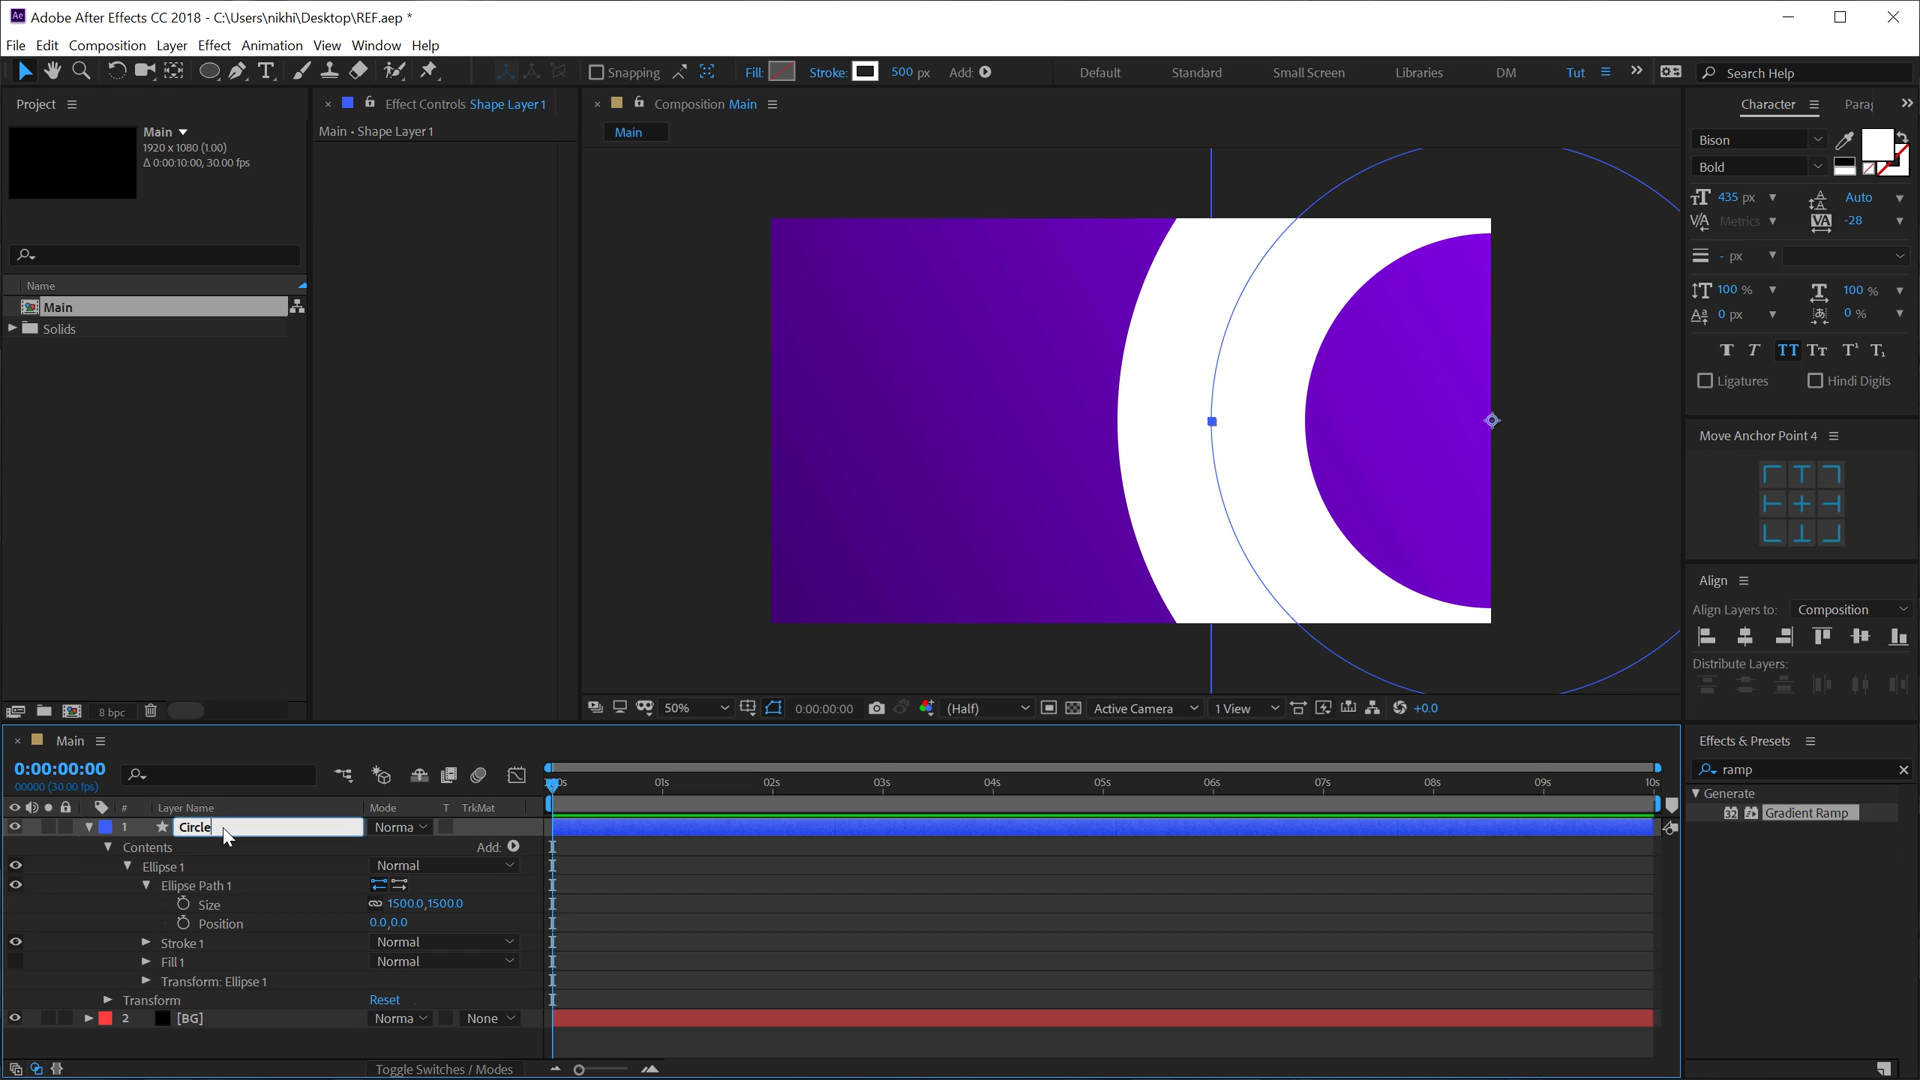 Adobe After Effects CC 2018 - C:\Users\nikhi\Desktop\REF.aep *
File Edit Composition Layer Effect Animation View Window Help
Snapping Fill: Stroke: 500 px Add: Default Standard Small Screen Libraries DM Tut Search Help
Project
Main
1920 x 1080 (1.00)
Δ 0:00:10:00, 30.00 fps
Name
Main
Solids
8 bpc
Effect Controls Shape Layer 1
Main • Shape Layer 1
Composition Main
Main
50% 0:00:00:00 (Half) Active Camera 1 View +0.0
Character Para
Bison
Bold
435 px Auto
Metrics -28
- px
100 % 100 %
0 px 0 %
Ligatures Hindi Digits
Move Anchor Point 4
Align
Align Layers to: Composition
Distribute Layers:
Effects & Presets
ramp
Generate
32 Gradient Ramp
Main
0:00:00:00
00000 (30.00 fps)
01s 02s 03s 04s 05s 06s 07s 08s 09s 10s
# Layer Name Mode T TrkMat
1 Circle Norma
Contents Add:
Ellipse 1 Normal
Ellipse Path 1
Size 1500.0,1500.0
Position 0.0,0.0
Stroke 1 Normal
Fill 1 Normal
Transform: Ellipse 1
Transform Reset
2 [BG] Norma None
Toggle Switches / Modes